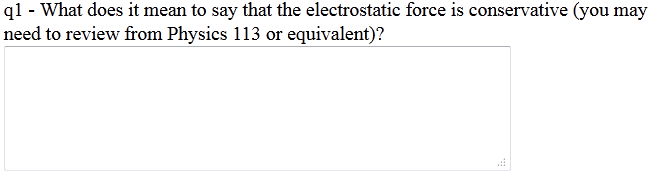 q1 - What does it mean to say that the electrostatic force is conservative (you may
need to review from Physics 113 or equivalent)?